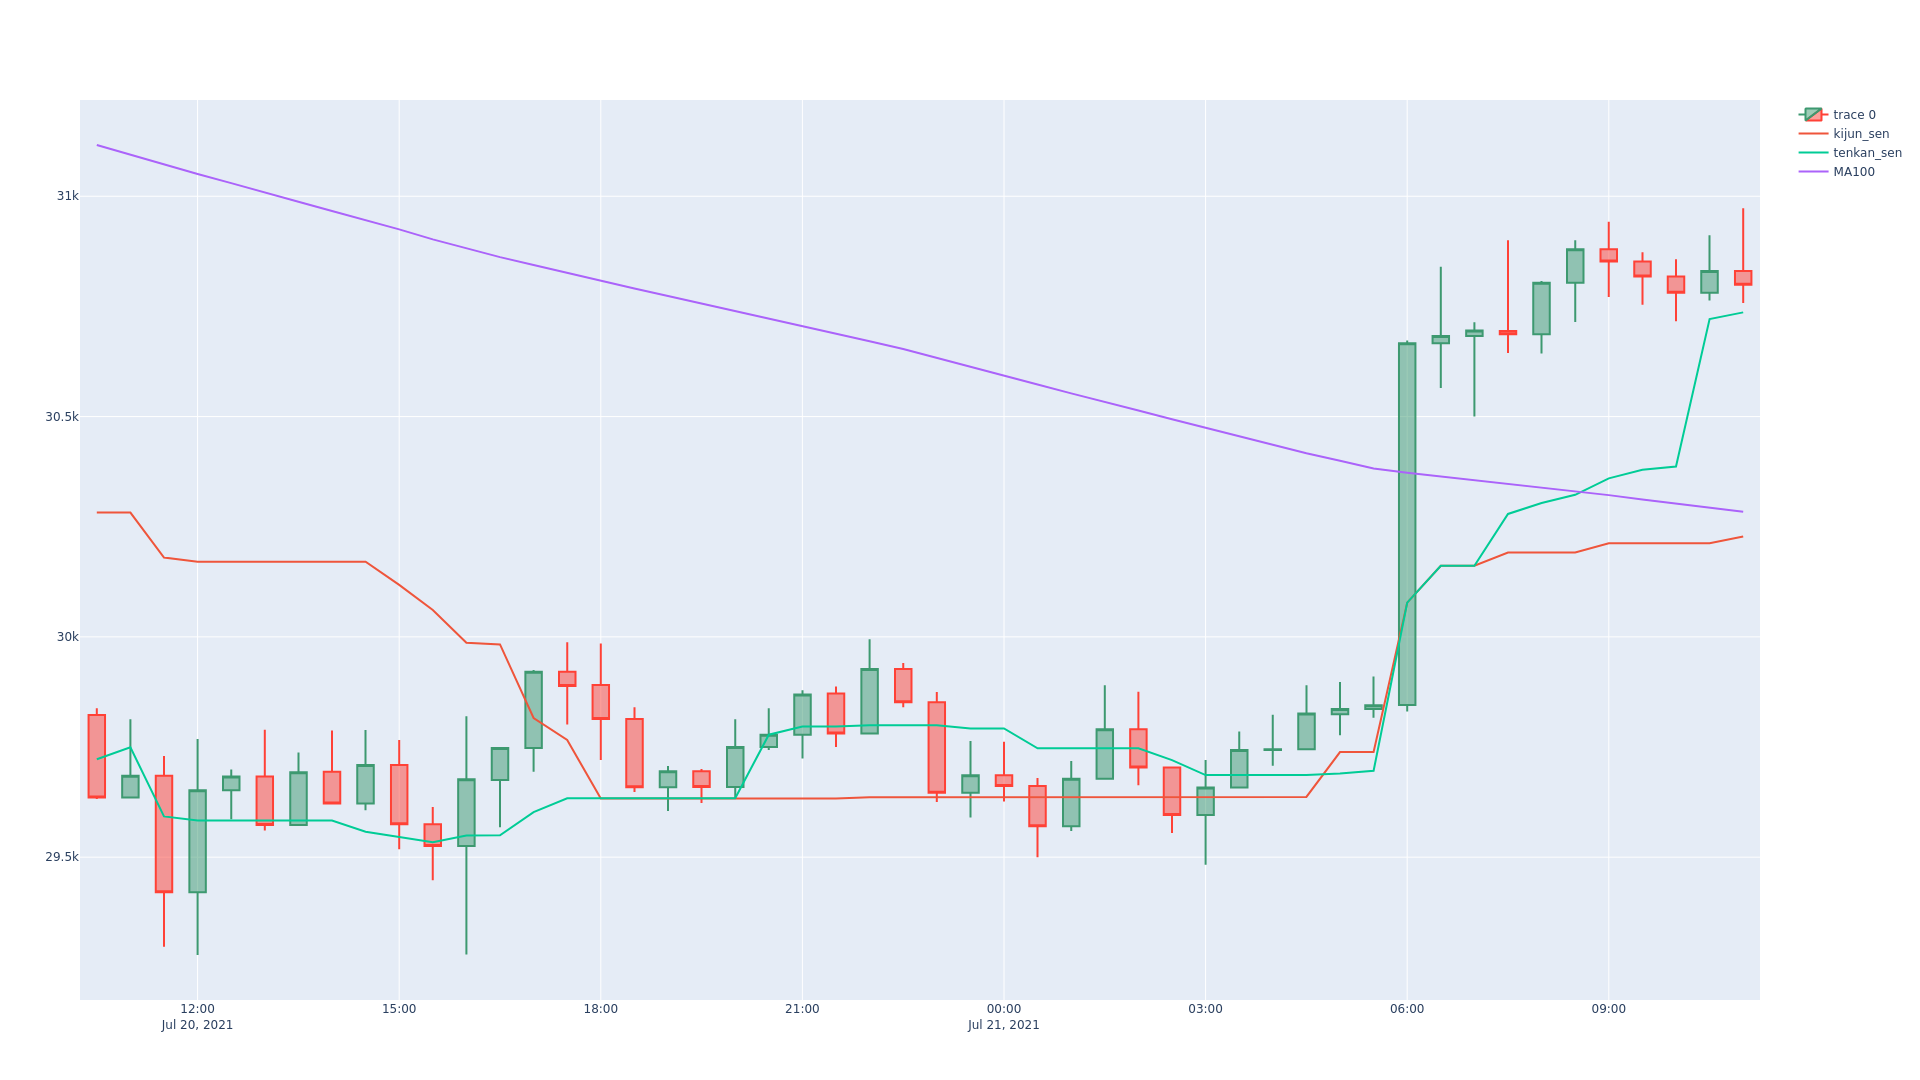 trace 0
kijun_sen
tenkan_sen
MA100
31k
30.5k
30k
29.5k
12:00 15:00 18:00 21:00 00:00 03:00 06:00 09:00
Jul 20, 2021 Jul 21, 2021